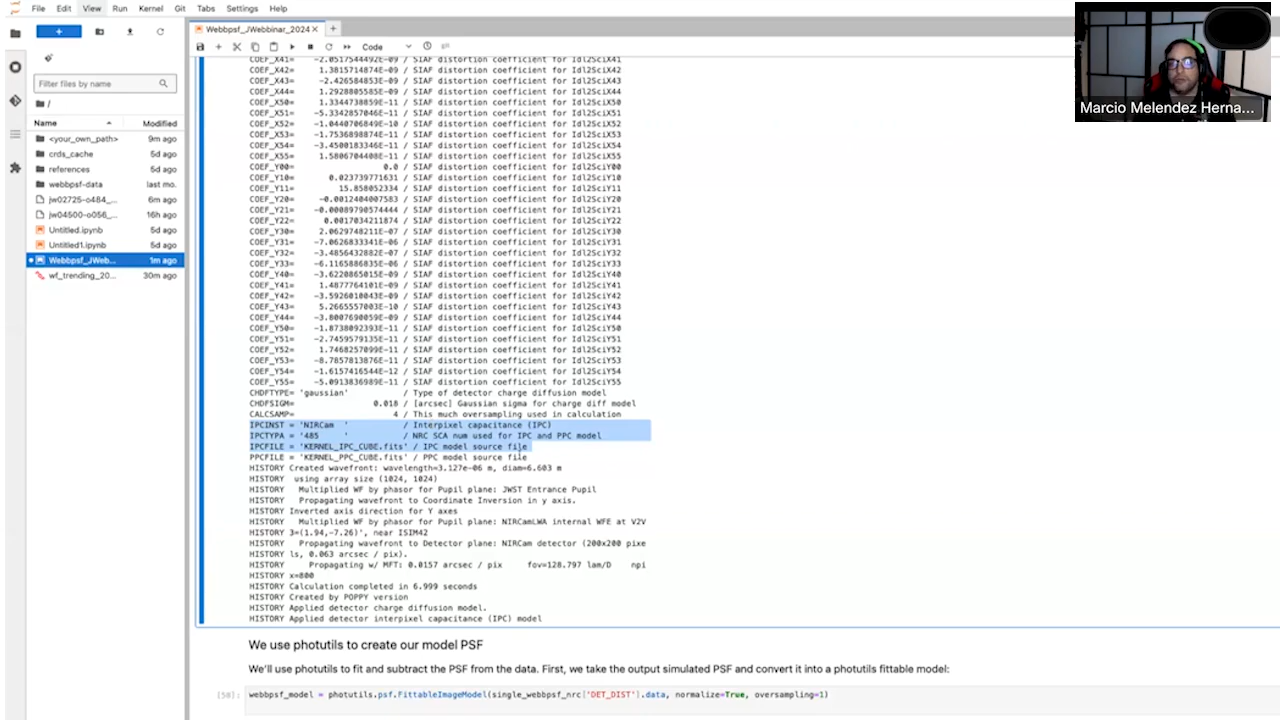 File Edit View Run Kernel Git Tabs Settings Help
Filter files by name
/
Name Modified
<your_own_path> 9m ago
crds_cache 5d ago
references 5d ago
webbpsf-data last mo.
jw02725-o484_... 6m ago
jw04500-o056_... 16h ago
Untitled.ipynb 5d ago
Untitled1.ipynb 5d ago
Webbpsf_JWeb... 1m ago
wf_trending_20... 30m ago
Webbpsf_JWebbinar_2024
Code
git
COEF_X41= -2.0517544492E-09 / SIAF distortion coefficient for Idl2SciX41
COEF_X42= 1.3815714874E-09 / SIAF distortion coefficient for Idl2SciX42
COEF_X43= -2.426584853E-09 / SIAF distortion coefficient for Idl2SciX43
COEF_X44= 1.2928805585E-09 / SIAF distortion coefficient for Idl2SciX44
COEF_X50= 1.3344738859E-11 / SIAF distortion coefficient for Idl2SciX50
COEF_X51= -5.3342857046E-11 / SIAF distortion coefficient for Idl2SciX51
COEF_X52= -1.0440706849E-10 / SIAF distortion coefficient for Idl2SciX52
COEF_X53= -1.7536898874E-11 / SIAF distortion coefficient for Idl2SciX53
COEF_X54= -3.4500183346E-11 / SIAF distortion coefficient for Idl2SciX54
COEF_X55= 1.5806704408E-11 / SIAF distortion coefficient for Idl2SciX55
COEF_Y00= 0.0 / SIAF distortion coefficient for Idl2SciY00
COEF_Y10= 0.023739771631 / SIAF distortion coefficient for Idl2SciY10
COEF_Y11= 15.858052334 / SIAF distortion coefficient for Idl2SciY11
COEF_Y20= -0.0012404007583 / SIAF distortion coefficient for Idl2SciY20
COEF_Y21= -0.00089790574444 / SIAF distortion coefficient for Idl2SciY21
COEF_Y22= 0.0017034211874 / SIAF distortion coefficient for Idl2SciY22
COEF_Y30= 2.0629748211E-07 / SIAF distortion coefficient for Idl2SciY30
COEF_Y31= -7.0626833341E-06 / SIAF distortion coefficient for Idl2SciY31
COEF_Y32= -3.4856432882E-07 / SIAF distortion coefficient for Idl2SciY32
COEF_Y33= -6.1165886835E-06 / SIAF distortion coefficient for Idl2SciY33
COEF_Y40= -3.6220865015E-09 / SIAF distortion coefficient for Idl2SciY40
COEF_Y41= 1.4877764101E-09 / SIAF distortion coefficient for Idl2SciY41
COEF_Y42= -3.5926010043E-09 / SIAF distortion coefficient for Idl2SciY42
COEF_Y43= 5.2665557003E-10 / SIAF distortion coefficient for Idl2SciY43
COEF_Y44= -3.8007690059E-09 / SIAF distortion coefficient for Idl2SciY44
COEF_Y50= -1.8738092393E-11 / SIAF distortion coefficient for Idl2SciY50
COEF_Y51= -2.7459579135E-11 / SIAF distortion coefficient for Idl2SciY51
COEF_Y52= 1.7468257099E-11 / SIAF distortion coefficient for Idl2SciY52
COEF_Y53= -8.7857813876E-11 / SIAF distortion coefficient for Idl2SciY53
COEF_Y54= -1.6157416544E-12 / SIAF distortion coefficient for Idl2SciY54
COEF_Y55= -5.0913836989E-11 / SIAF distortion coefficient for Idl2SciY55
CHDFTYPE= 'gaussian' / Type of detector charge diffusion model
CHDFSIGM= 0.018 / [arcsec] Gaussian sigma for charge diff model
CALCSAMP= 4 / This much oversampling used in calculation
IPCINST = 'NIRCam ' / Interpixel capacitance (IPC)
IPCTYPA = '485 ' / NRC SCA num used for IPC and PPC model
IPCFILE = 'KERNEL_IPC_CUBE.fits' / IPC model source file
PPCFILE = 'KERNEL_PPC_CUBE.fits' / PPC model source file
HISTORY Created wavefront: wavelength=3.127e-06 m, diam=6.603 m
HISTORY using array size (1024, 1024)
HISTORY Multiplied WF by phasor for Pupil plane: JWST Entrance Pupil
HISTORY Propagating wavefront to Coordinate Inversion in y axis.
HISTORY Inverted axis direction for Y axes
HISTORY Multiplied WF by phasor for Pupil plane: NIRCamLWA internal WFE at V2V
HISTORY 3=(1.94,-7.26)', near ISIM42
HISTORY Propagating wavefront to Detector plane: NIRCam detector (200x200 pixe
HISTORY ls, 0.063 arcsec / pix).
HISTORY Propagating w/ MFT: 0.0157 arcsec / pix fov=128.797 lam/D npi
HISTORY x=800
HISTORY Calculation completed in 6.999 seconds
HISTORY Created by POPPY version
HISTORY Applied detector charge diffusion model.
HISTORY Applied detector interpixel capacitance (IPC) model
We use photutils to create our model PSF
We'll use photutils to fit and subtract the PSF from the data. First, we take the output simulated PSF and convert it into a photutils fittable model:
[58]: webbpsf_model = photutils.psf.FittableImageModel(single_webbpsf_nrc['DET_DIST'].data, normalize=True, oversampling=1)
Marcio Melendez Herna...